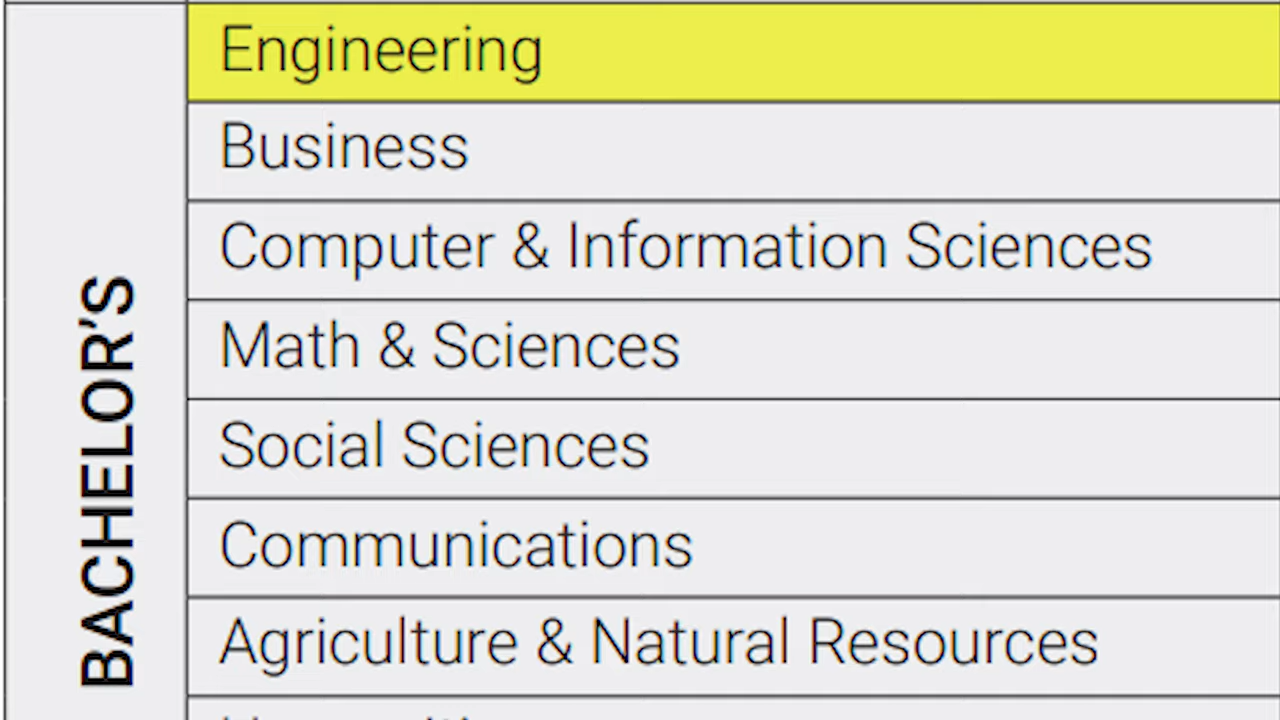 BACHELOR'S
Engineering
Business
Computer & Information Sciences
Math & Sciences
Social Sciences
Communications
Agriculture & Natural Resources